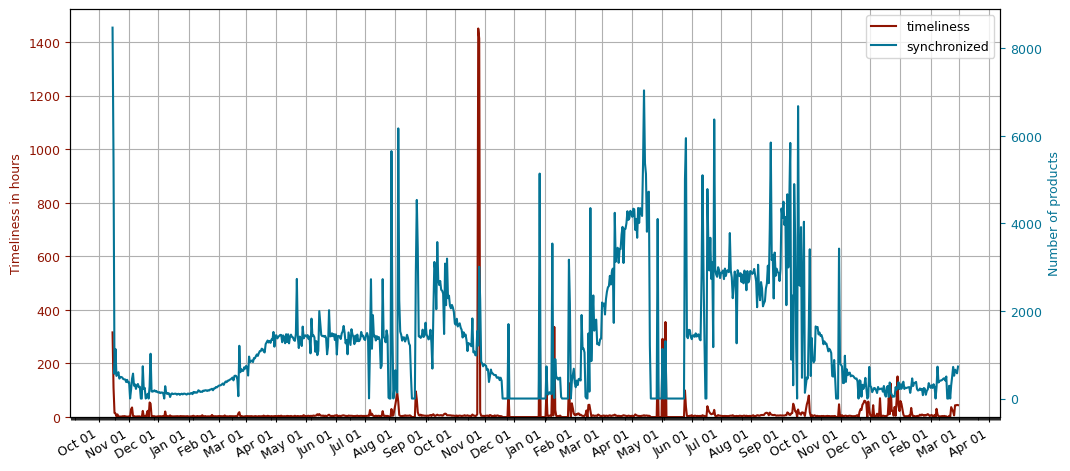 timeliness
synchronized
Timeliness in hours
1400
1200
1000
800
600
400
200
0
Number of products
8000
6000
4000
2000
0
Oct 01
Nov 01
Dec 01
Jan 01
Feb 01
Mar 01
Apr 01
May 01
Jun 01
Jul 01
Aug 01
Sep 01
Oct 01
Nov 01
Dec 01
Jan 01
Feb 01
Mar 01
Apr 01
May 01
Jun 01
Jul 01
Aug 01
Sep 01
Oct 01
Nov 01
Dec 01
Jan 01
Feb 01
Mar 01
Apr 01